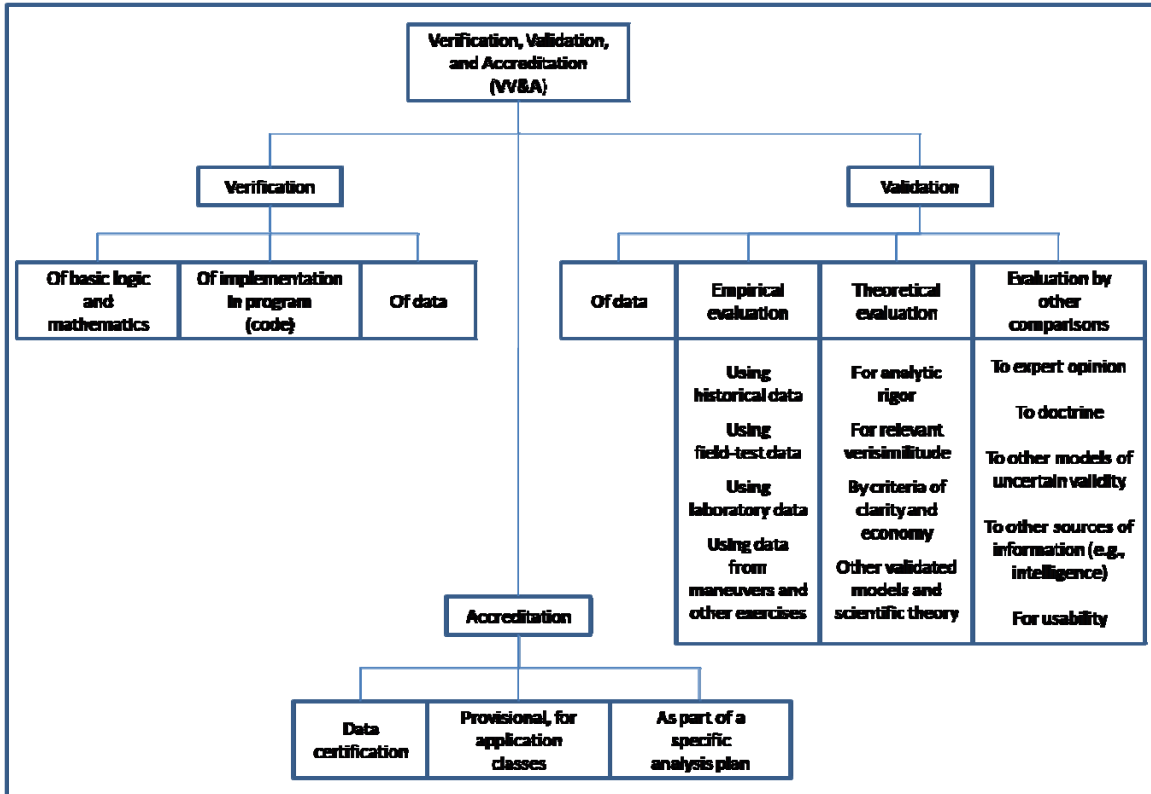 Verification, Validation,
and Accreditation
(VV&A)
Verification
Validation
Of basic logic
and
mathematics
Of implementation
in program
(code)
Of data
Of data
Empirical
evaluation
Theoretical
evaluation
Evaluation by
other
comparisons
Using
historical data
Using
field-test data
Using
laboratory data
Using data
from
maneuvers and
other exercises
For analytic
rigor
For relevant
verisimilitude
By criteria of
clarity and
economy
Other validated
models and
scientific theory
To expert opinion
To doctrine
To other models of
uncertain validity
To other sources of
information (e.g.,
intelligence)
For usability
Accreditation
Data
certification
Provisional, for
application
classes
As part of a
specific
analysis plan